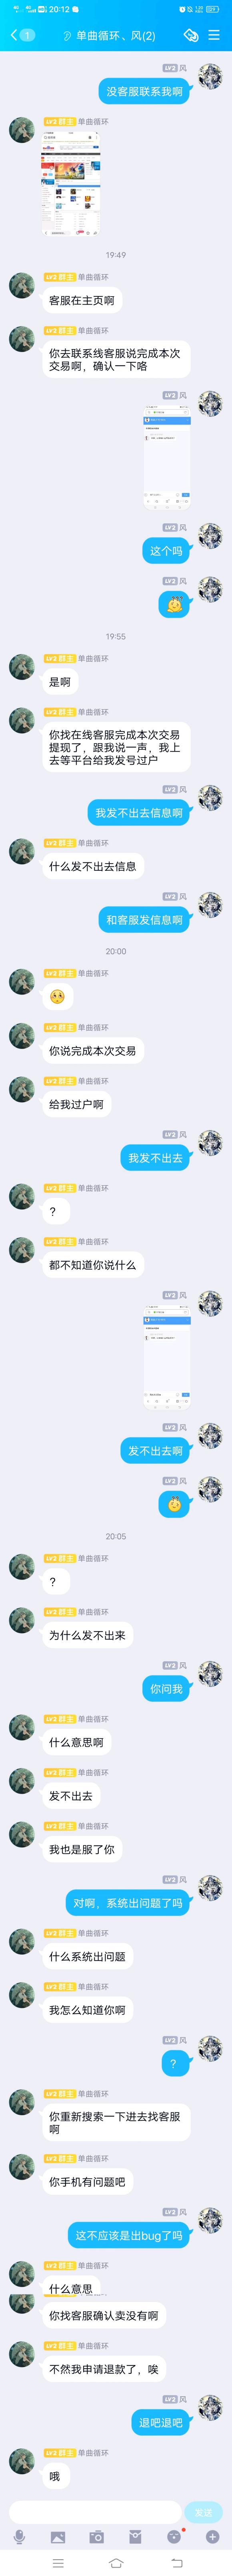 20:12
1
单曲循环、风(2)
LV2 风
没客服联系我啊
LV2 群主 单曲循环
19:49
LV2 群主 单曲循环
客服在主页啊
LV2 群主 单曲循环
你去联系线客服说完成本次
交易啊，确认一下咯
LV2 风
LV2 风
这个吗
LV2 风
19:55
LV2 群主 单曲循环
是啊
LV2 群主 单曲循环
你找在线客服完成本次交易
提现了，跟我说一声，我上
去等平台给我发号过户
LV2 风
我发不出去信息啊
LV2 群主 单曲循环
什么发不出去信息
LV2 风
和客服发信息啊
20:00
LV2 群主 单曲循环
LV2 群主 单曲循环
你说完成本次交易
LV2 群主 单曲循环
给我过户啊
LV2 风
我发不出去
LV2 群主 单曲循环
？
LV2 群主 单曲循环
都不知道你说什么
LV2 风
LV2 风
发不出去啊
LV2 风
20:05
LV2 群主 单曲循环
？
LV2 群主 单曲循环
为什么发不出来
LV2 风
你问我
LV2 群主 单曲循环
什么意思啊
LV2 群主 单曲循环
发不出去
LV2 群主 单曲循环
我也是服了你
LV2 风
对啊，系统出问题了吗
LV2 群主 单曲循环
什么系统出问题
LV2 群主 单曲循环
我怎么知道你啊
LV2 风
？
LV2 群主 单曲循环
你重新搜索一下进去找客服
啊
LV2 群主 单曲循环
你手机有问题吧
LV2 风
这不应该是出bug了吗
LV2 群主 单曲循环
什么意思
你找客服确认卖没有啊
LV2 群主 单曲循环
不然我申请退款了，唉
LV2 风
退吧退吧
LV2 群主 单曲循环
哦
发送